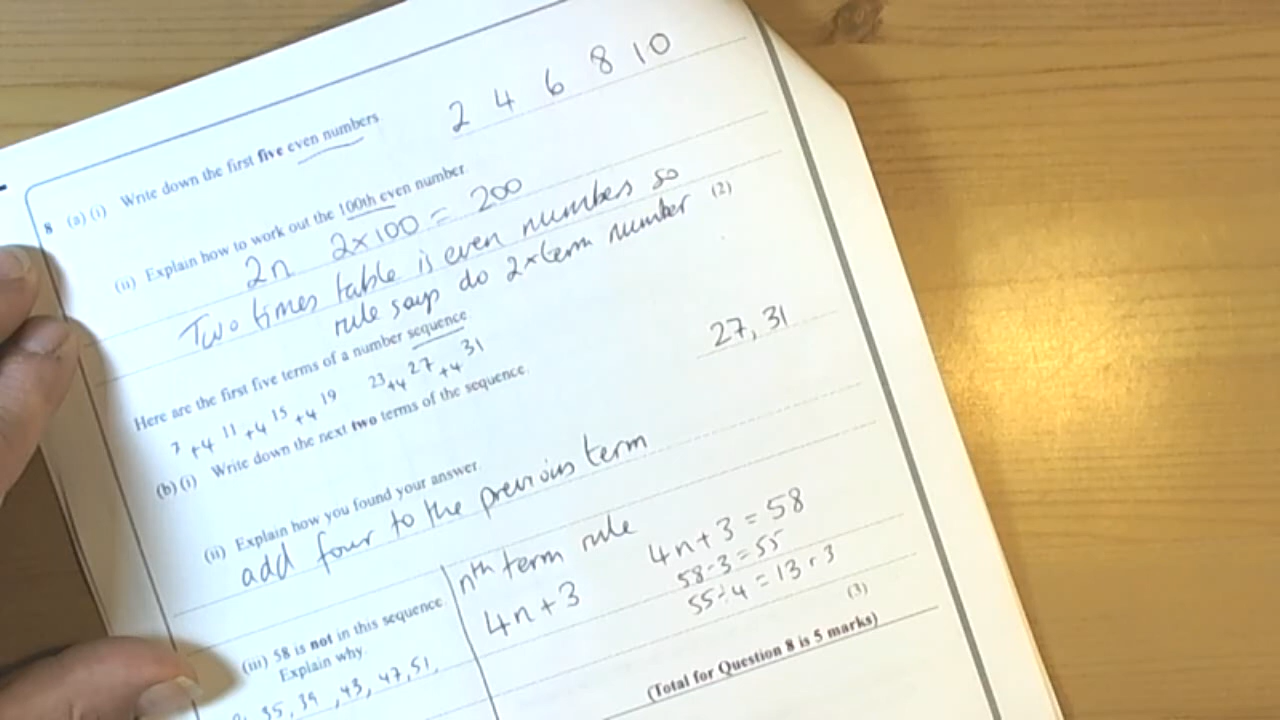 8 (a) (i) Write down the first five even numbers
2 4 6 8 10
(ii) Explain how to work out the 100th even number.
2n 2×100 = 200
Two times table is even numbers so
rule says do 2×term number
(2)
Here are the first five terms of a number sequence
7 +4 11 +4 15 +4 19 23 +4 27 +4 31
(b) (i) Write down the next two terms of the sequence.
27, 31
(ii) Explain how you found your answer.
add four to the previous term
(iii) 58 is not in this sequence
Explain why.
35, 39, 43, 47, 51,
nth term rule
4n+3
4n+3 = 58
58-3 = 55
55÷4 = 13 r 3
(3)
(Total for Question 8 is 5 marks)